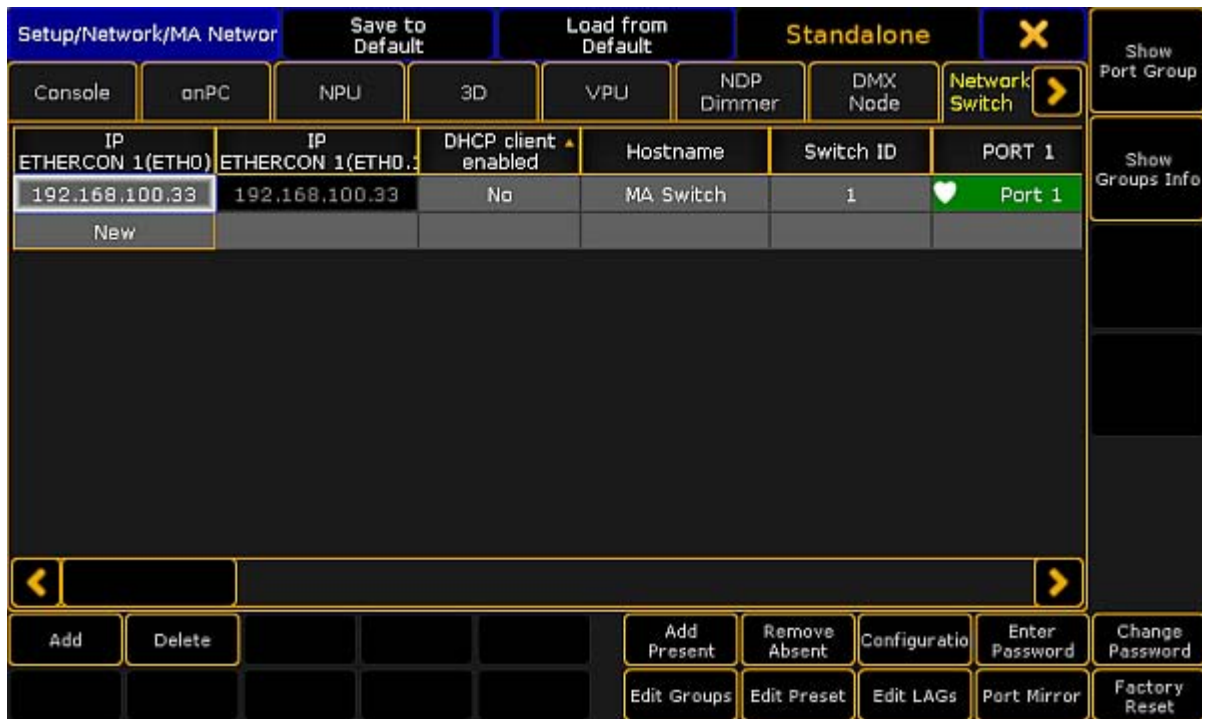 Setup/Network/MA Networ
Save to
Default
Load from
Default
Standalone
Show
Port Group
Console
onPC
NPU
3D
VPU
NDP
Dimmer
DMX
Node
Network
Switch
IP
ETHERCON 1(ETH0)
IP
ETHERCON 1(ETH0.:
DHCP client
enabled
Hostname
Switch ID
PORT 1
Show
Groups Info
192.168.100.33
192.168.100.33
No
MA Switch
1
Port 1
New
Add
Delete
Add
Present
Remove
Absent
Configuratio
Enter
Password
Change
Password
Edit Groups
Edit Preset
Edit LAGs
Port Mirror
Factory
Reset